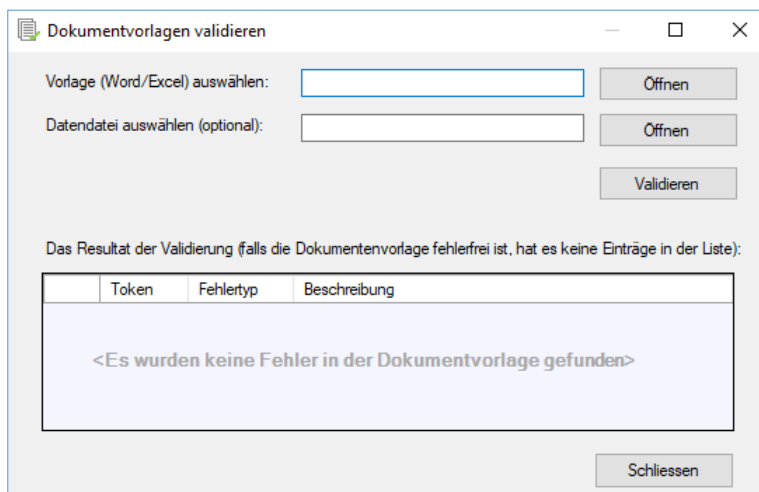 Dokumentvorlagen validieren
Vorlage (Word/Excel) auswählen: Öffnen
Datendatei auswählen (optional): Öffnen
Validieren
Das Resultat der Validierung (falls die Dokumentenvorlage fehlerfrei ist, hat es keine Einträge in der Liste):
Token Fehlertyp Beschreibung
<Es wurden keine Fehler in der Dokumentvorlage gefunden>
Schliessen